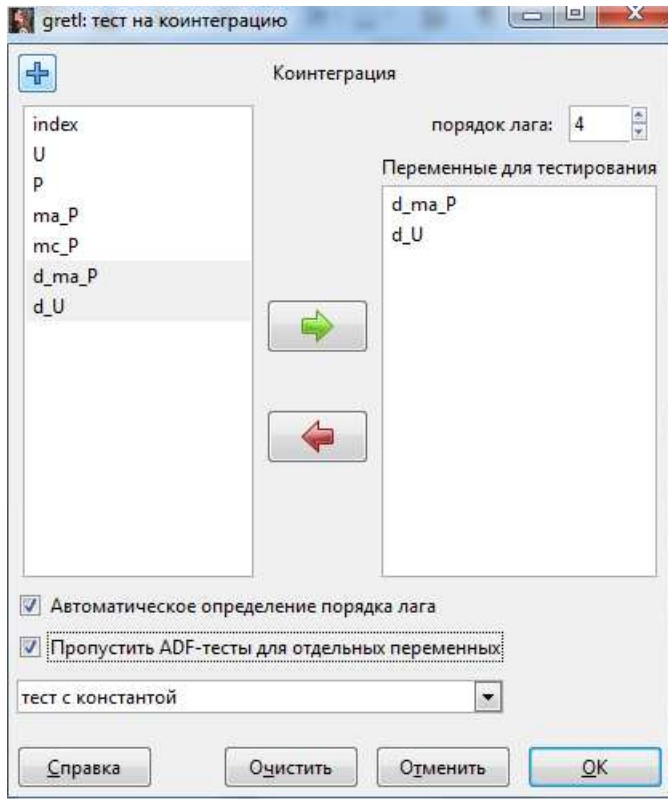 gretl: тест на коинтеграцию
Коинтеграция
index
U
P
ma_P
mc_P
d_ma_P
d_U
порядок лага: 4
Переменные для тестирования
d_ma_P
d_U
Автоматическое определение порядка лага
Пропустить ADF-тесты для отдельных переменных
тест с константой
Справка
Очистить
Отменить
OK